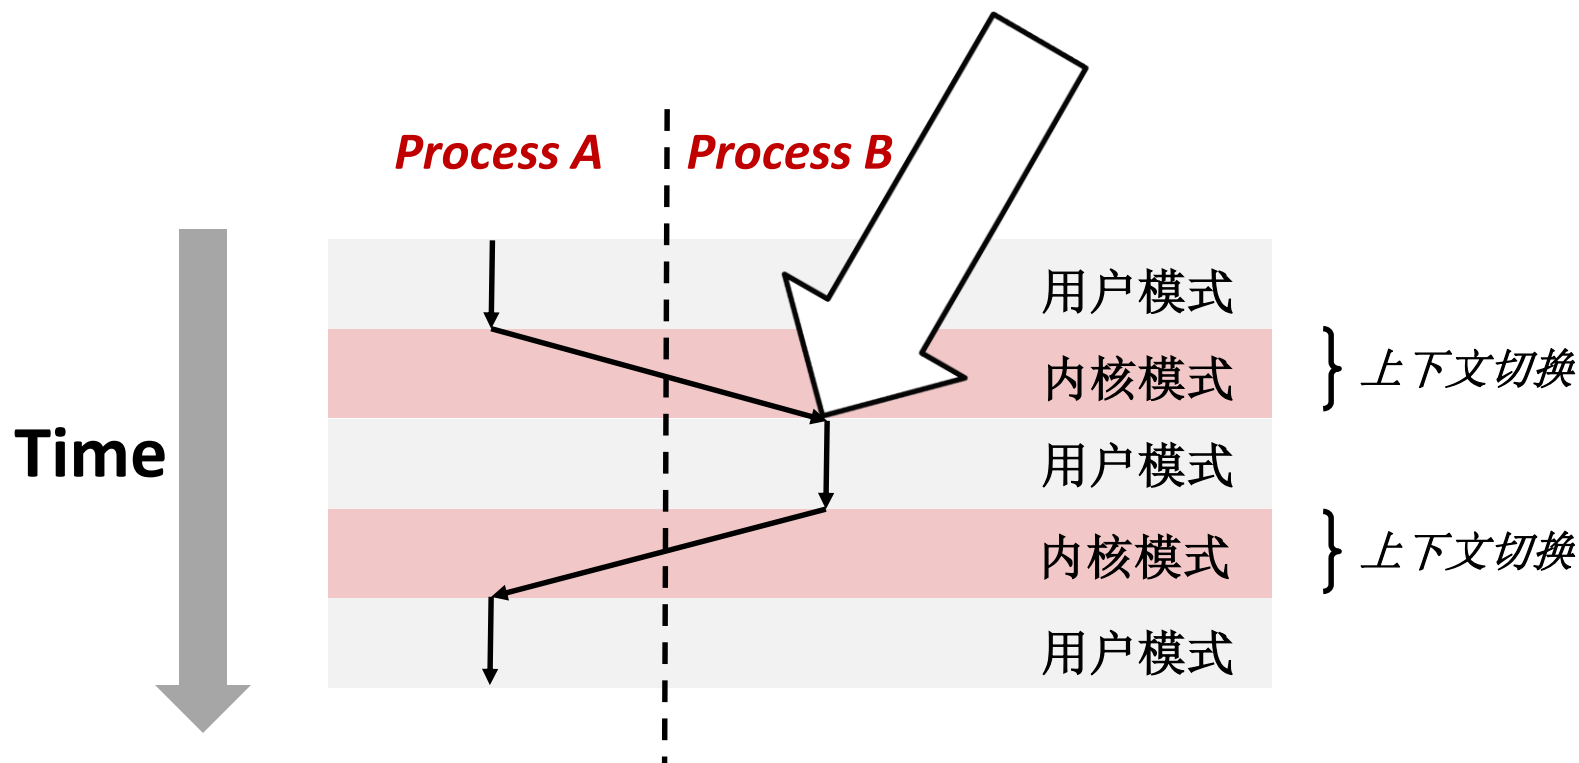 Process A
Process B
用户模式
内核模式
上下文切换
Time
用户模式
内核模式
上下文切换
用户模式